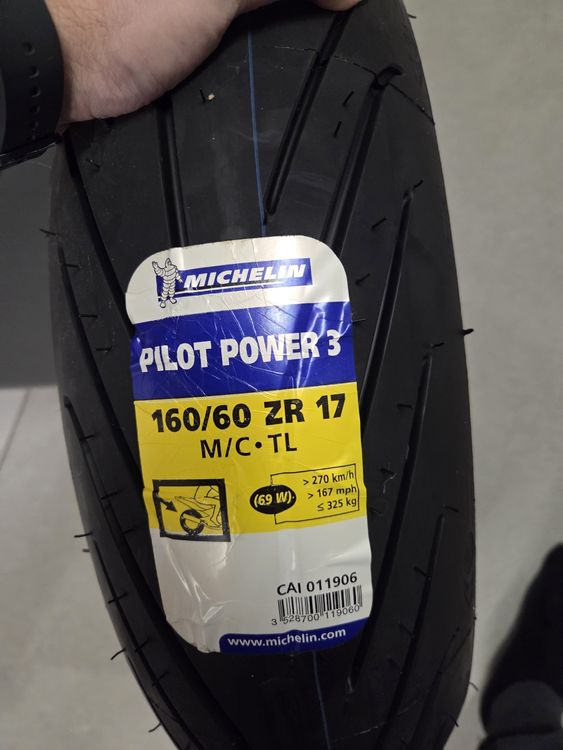 MICHELIN
PILOT POWER 3
160/60 ZR 17
M/C • TL
(69 W)
> 270 km/h
> 167 mph
≤ 325 kg
CAI 011906
3 528700 119060
www.michelin.com